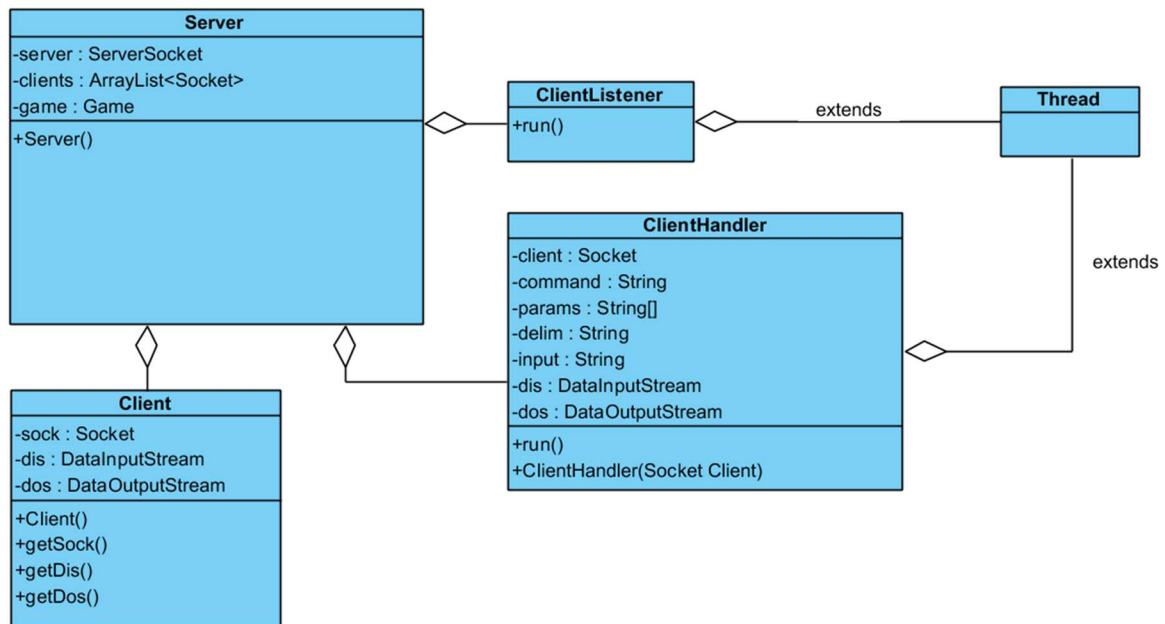 Server
-server : ServerSocket
-clients : ArrayList<Socket>
-game : Game
+Server()
ClientListener
+run()
extends
Thread
ClientHandler
-client : Socket
-command : String
-params : String[]
-delim : String
-input : String
-dis : DataInputStream
-dos : DataOutputStream
+run()
+ClientHandler(Socket Client)
extends
Client
-sock : Socket
-dis : DataInputStream
-dos : DataOutputStream
+Client()
+getSock()
+getDis()
+getDos()